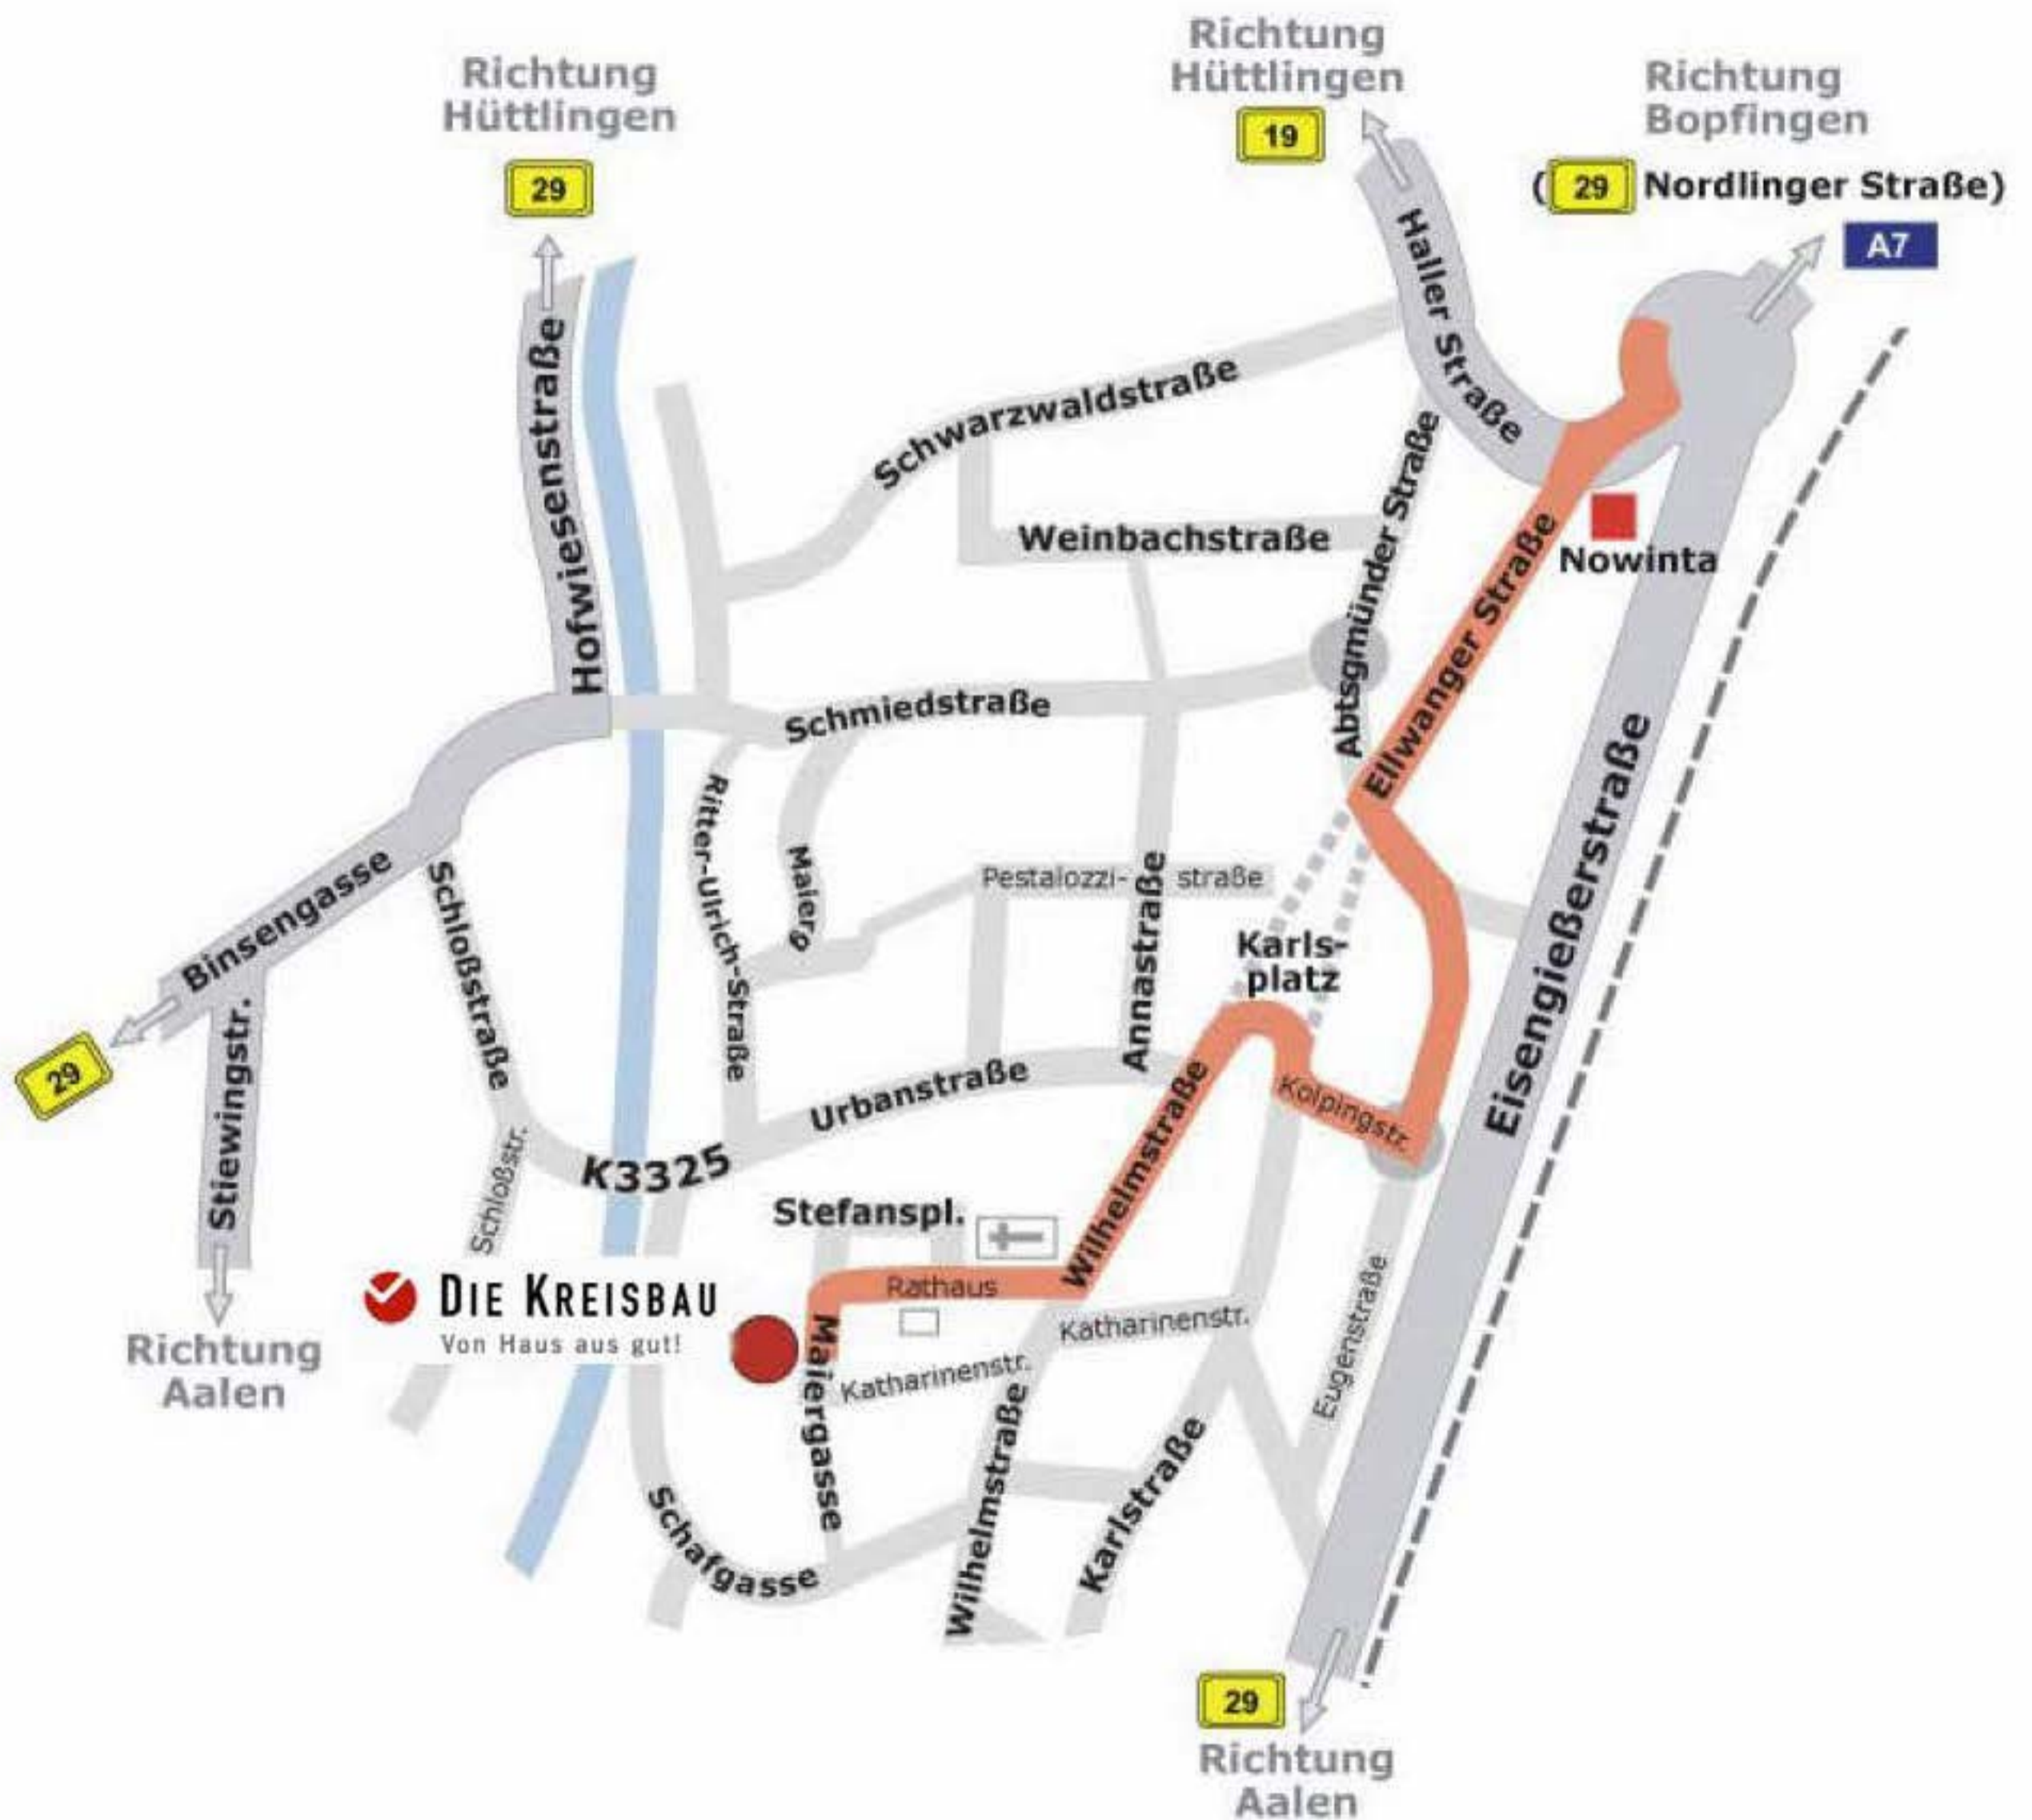 Richtung
Hüttlingen
29
Richtung
Hüttlingen
19
Richtung
Bopfingen
(29 Nordlinger Straße)
A7
Haller Straße
Hofwiesenstraße
Schwarzwaldstraße
Weinbachstraße
Abtsgmünder Straße
Ellwanger Straße
Nowinta
Schmiedstraße
Eisengießerstraße
Ritter-Ulrich-Straße
Maierg
Pestalozzi- straße
Annastraße
Karls-
platz
Binsengasse
Schloßstraße
29
Stiewingstr.
Urbanstraße
Wilhelmstraße
Kolpingstr.
Schloßstr.
K3325
Stefanspl.
Rathaus
DIE KREISBAU
Von Haus aus gut!
Maiergasse
Katharinenstr.
Katharinenstr.
Eugenstraße
Richtung
Aalen
Schafgasse
Wilhelmstraße
Karlstraße
29
Richtung
Aalen